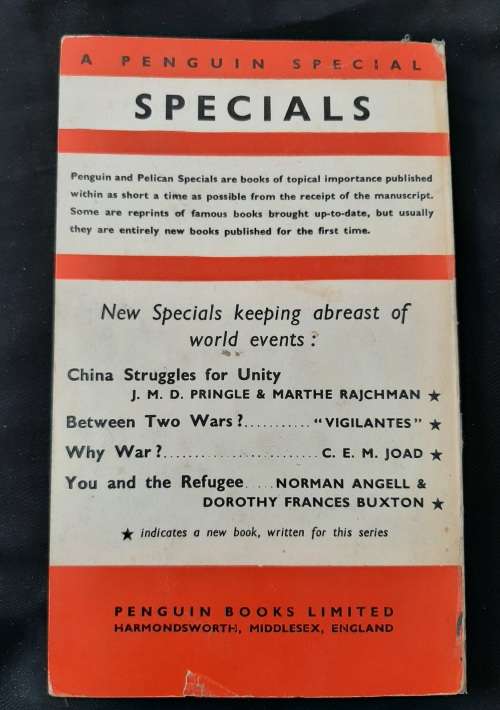 A PENGUIN SPECIAL
SPECIALS
Penguin and Pelican Specials are books of topical importance published
within as short a time as possible from the receipt of the manuscript.
Some are reprints of famous books brought up-to-date, but usually
they are entirely new books published for the first time.
New Specials keeping abreast of
world events :
China Struggles for Unity
J. M. D. PRINGLE & MARTHE RAJCHMAN ★
Between Two Wars?........... "VIGILANTES" ★
Why War?......................... C. E. M. JOAD ★
You and the Refugee..... NORMAN ANGELL &
DOROTHY FRANCES BUXTON ★
★ indicates a new book, written for this series
PENGUIN BOOKS LIMITED
HARMONDSWORTH, MIDDLESEX, ENGLAND